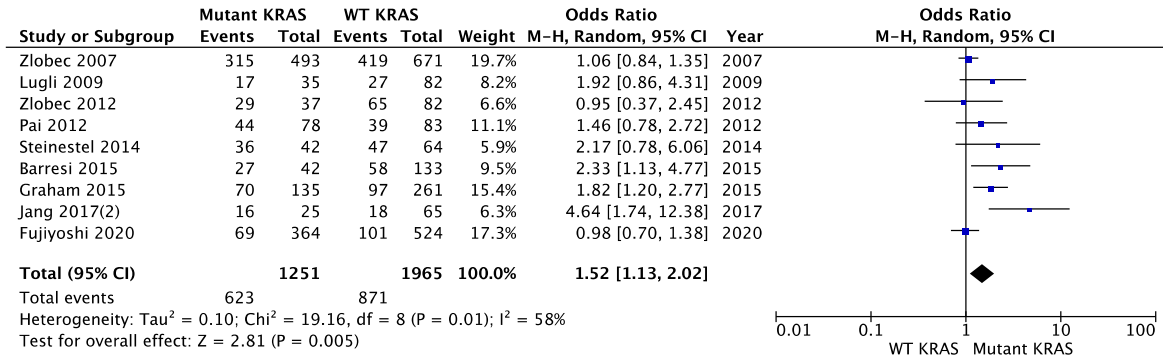 Mutant KRAS WT KRAS Odds Ratio Odds Ratio
Study or Subgroup Events Total Events Total Weight M-H, Random, 95% CI Year M-H, Random, 95% CI
Zlobec 2007 315 493 419 671 19.7% 1.06 [0.84, 1.35] 2007
Lugli 2009 17 35 27 82 8.2% 1.92 [0.86, 4.31] 2009
Zlobec 2012 29 37 65 82 6.6% 0.95 [0.37, 2.45] 2012
Pai 2012 44 78 39 83 11.1% 1.46 [0.78, 2.72] 2012
Steinestel 2014 36 42 47 64 5.9% 2.17 [0.78, 6.06] 2014
Barresi 2015 27 42 58 133 9.5% 2.33 [1.13, 4.77] 2015
Graham 2015 70 135 97 261 15.4% 1.82 [1.20, 2.77] 2015
Jang 2017(2) 16 25 18 65 6.3% 4.64 [1.74, 12.38] 2017
Fujiyoshi 2020 69 364 101 524 17.3% 0.98 [0.70, 1.38] 2020
Total (95% CI) 1251 1965 100.0% 1.52 [1.13, 2.02]
Total events 623 871
Heterogeneity: Tau² = 0.10; Chi² = 19.16, df = 8 (P = 0.01); I² = 58%
Test for overall effect: Z = 2.81 (P = 0.005)
0.01 0.1 1 10 100
WT KRAS Mutant KRAS